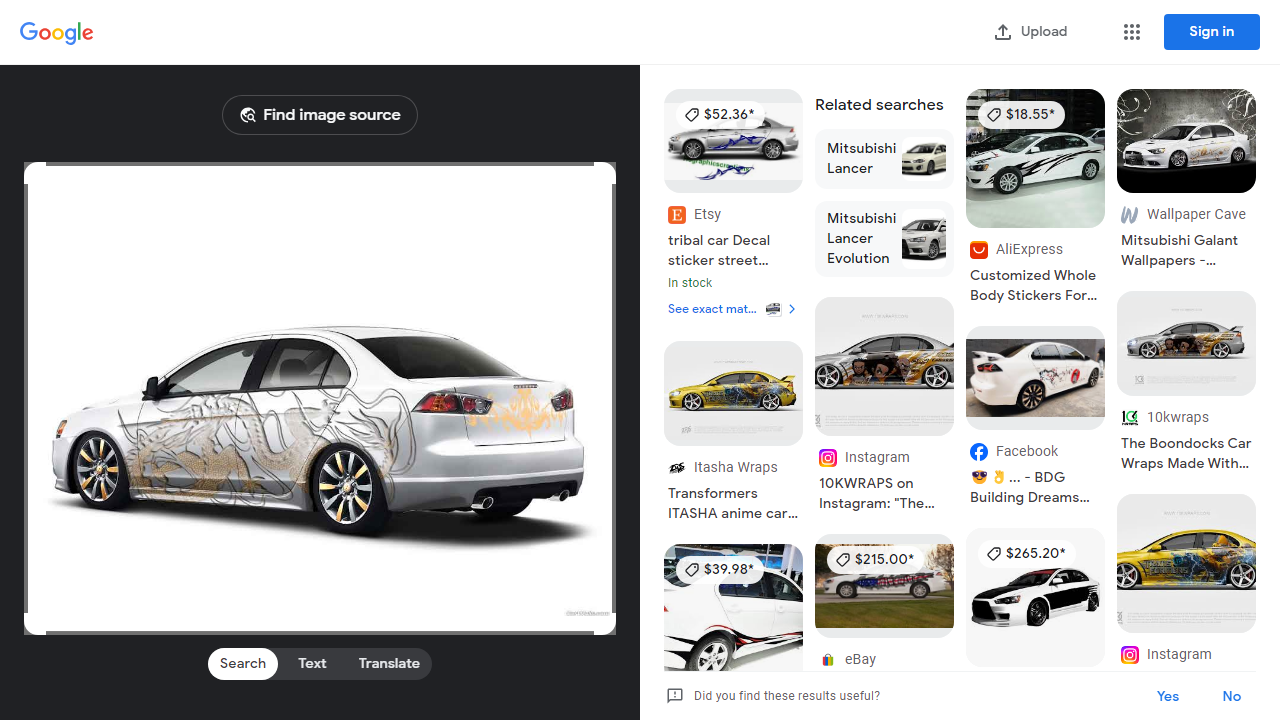 Google
Upload
Sign in
Find image source
Search
Text
Translate
$52.36*
Etsy
tribal car Decal
sticker street...
In stock
See exact mat...
Itasha Wraps
Transformers
ITASHA anime car...
$39.98*
Related searches
Mitsubishi
Lancer
Mitsubishi
Lancer
Evolution
Instagram
10KWRAPS on
Instagram: "The...
$215.00*
eBay
$18.55*
AliExpress
Customized Whole
Body Stickers For...
Facebook
😎👌... - BDG
Building Dreams...
$265.20*
Wallpaper Cave
Mitsubishi Galant
Wallpapers -...
10kwraps
The Boondocks Car
Wraps Made With...
Instagram
Did you find these results useful?
Yes
No